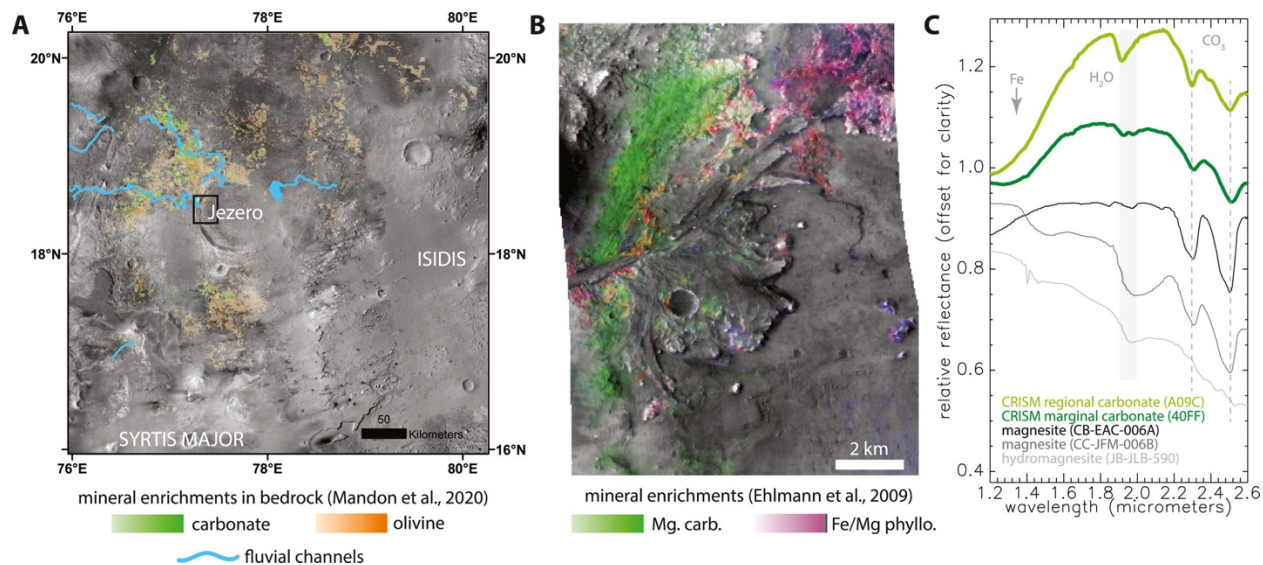 A
76°E
78°E
80°E
20°N
20°N
Jezero
18°N
18°N
ISIDIS
50
Kilometers
SYRTIS MAJOR
16°N
76°E
78°E
80°E
mineral enrichments in bedrock (Mandon et al., 2020)
carbonate
olivine
fluvial channels
B
2 km
mineral enrichments (Ehlmann et al., 2009)
Mg. carb.
Fe/Mg phyllo.
C
relative reflectance (offset for clarity)
1.2
1.0
0.8
0.6
0.4
CO3
Fe
H2O
CRISM regional carbonate (A09C)
CRISM marginal carbonate (40FF)
magnesite (CB-EAC-006A)
magnesite (CC-JFM-006B)
hydromagnesite (JB-JLB-590)
1.2 1.4 1.6 1.8 2.0 2.2 2.4 2.6
wavelength (micrometers)